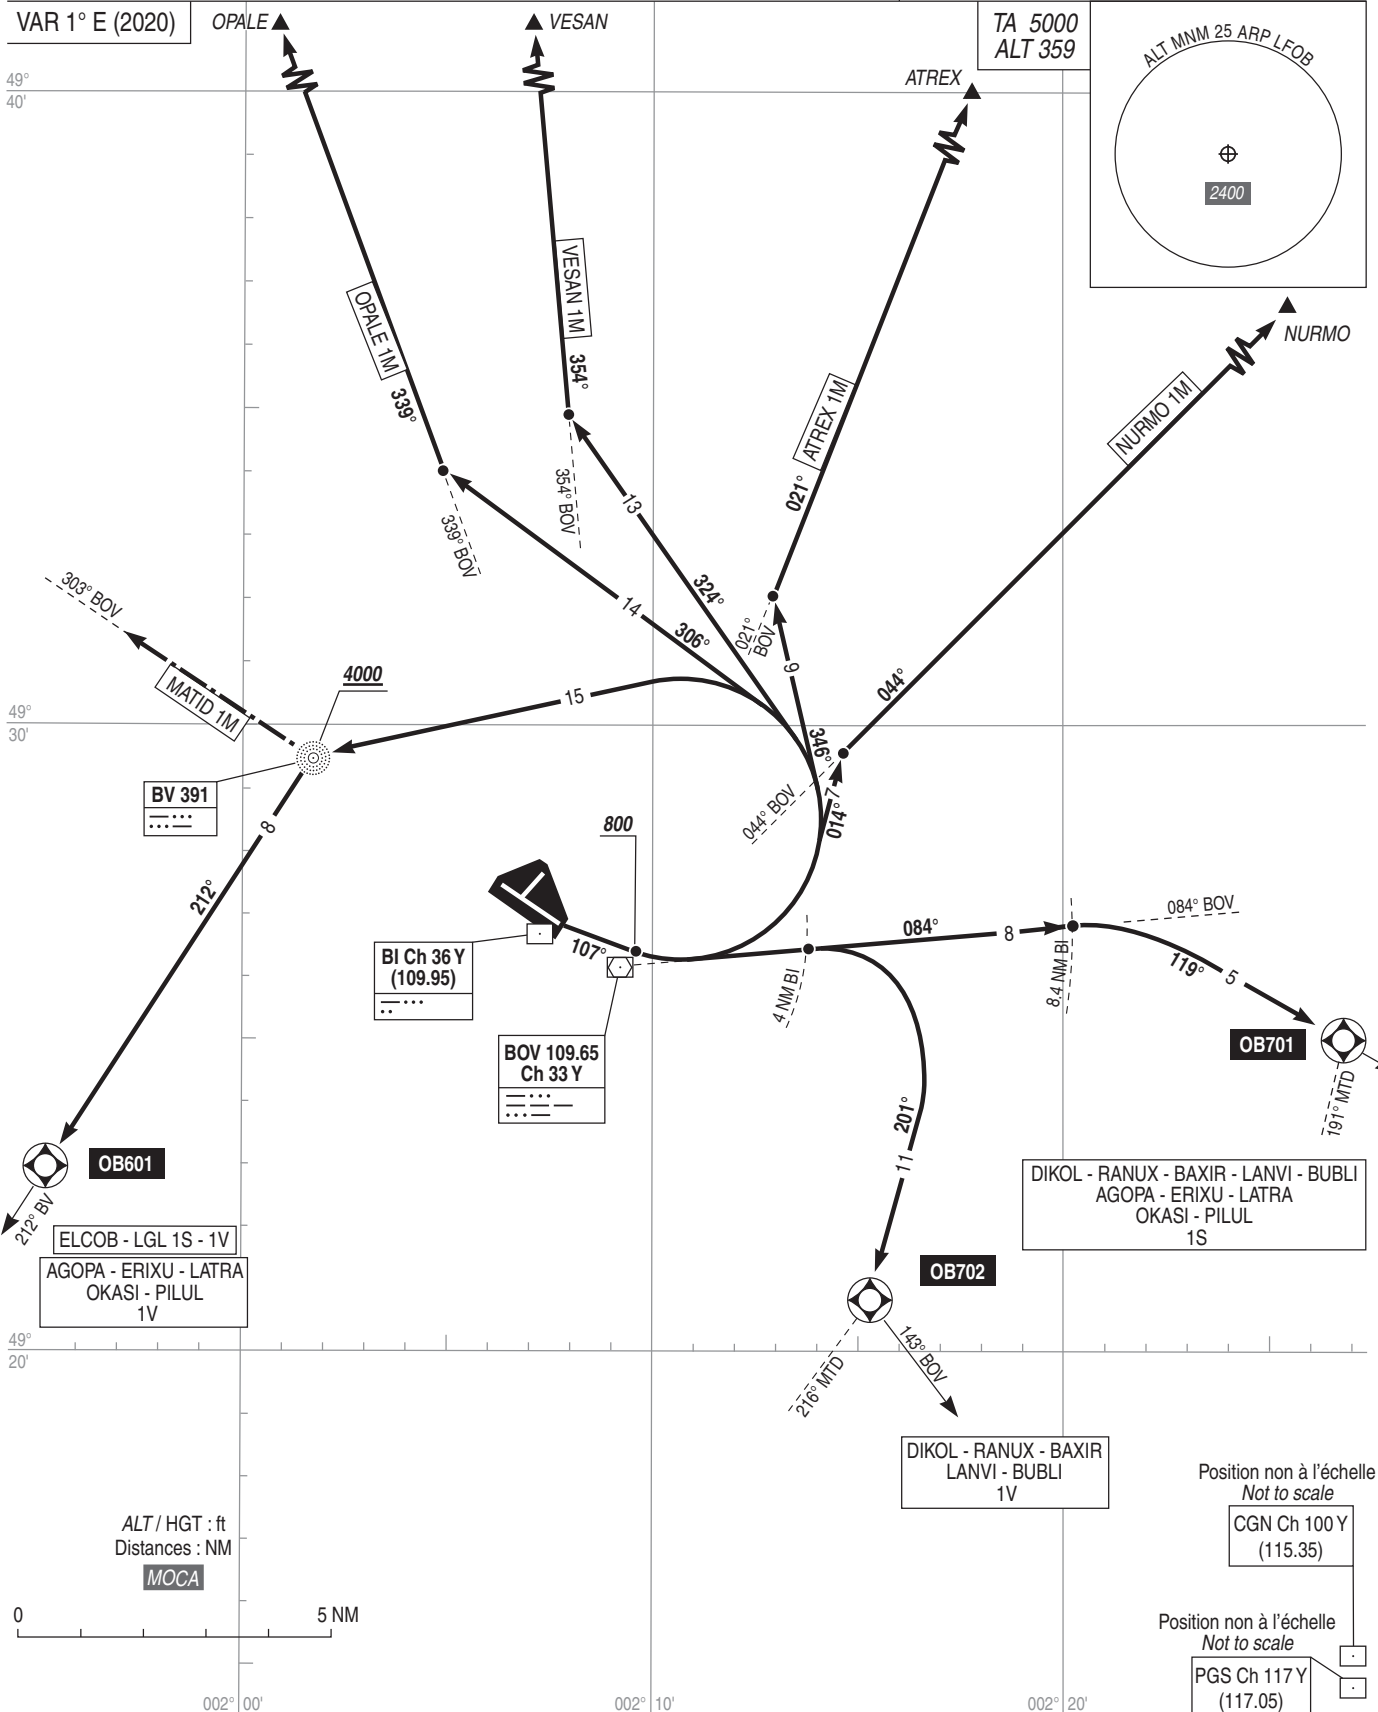 VAR 1° E (2020)
OPALE
VESAN
TA 5000
ALT 359
ALT MNM 25 ARP LFOB
2400
49°
40'
ATREX
NURMO
OPALE 1M
339°
VESAN 1M
354°
ATREX 1M
021°
NURMO 1M
044°
339° BOV
354° BOV
13
324°
14
306°
021°
BOV
9
346°
303° BOV
MATID 1M
4000
15
49°
30'
044° BOV
7
014°
BV 391
8
212°
800
107°
BI Ch 36 Y
(109.95)
BOV 109.65
Ch 33 Y
4 NM BI
084°
8
8.4 NM BI
084° BOV
119°
5
OB701
191° MTD
201°
11
OB601
212° BV
ELCOB - LGL 1S - 1V
AGOPA - ERIXU - LATRA
OKASI - PILUL
1V
DIKOL - RANUX - BAXIR - LANVI - BUBLI
AGOPA - ERIXU - LATRA
OKASI - PILUL
1S
OB702
49°
20'
216° MTD
143° BOV
DIKOL - RANUX - BAXIR
LANVI - BUBLI
1V
Position non à l'échelle
Not to scale
CGN Ch 100 Y
(115.35)
ALT / HGT : ft
Distances : NM
MOCA
0
5 NM
Position non à l'échelle
Not to scale
PGS Ch 117 Y
(117.05)
002° 00'
002° 10'
002° 20'